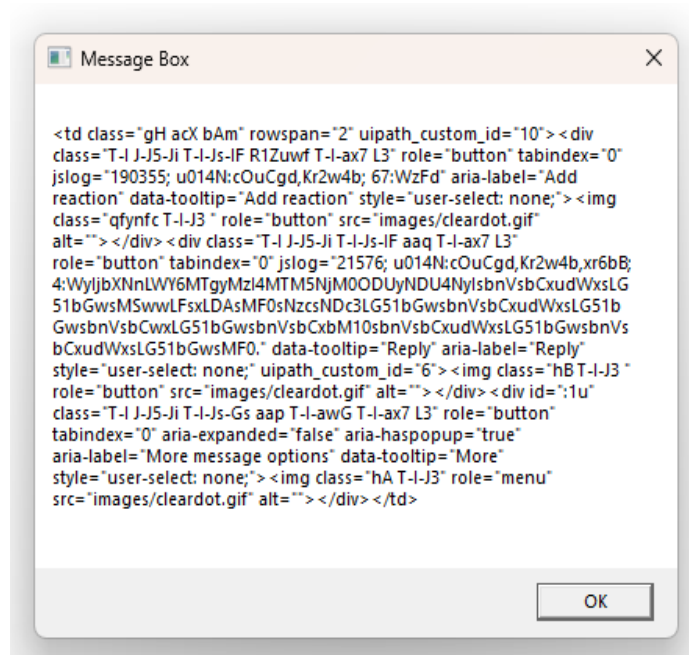 Message Box
<td class="gH acX bAm" rowspan="2" uipath_custom_id="10"><div
class="T-I J-J5-Ji T-I-Js-IF R1Zuwf T-I-ax7 L3" role="button" tabindex="0"
jslog="190355; u014N:cOuCgd,Kr2w4b; 67:WzFd" aria-label="Add
reaction" data-tooltip="Add reaction" style="user-select: none;"><img
class="qfynfc T-I-J3 " role="button" src="images/cleardot.gif"
alt=""></div><div class="T-I J-J5-Ji T-I-Js-IF aaq T-I-ax7 L3"
role="button" tabindex="0" jslog="21576; u014N:cOuCgd,Kr2w4b,xr6bB;
4:WyIjbXNnLWY6MTgyMzI4MTM5NjM0ODUyNDU4NyIsbnVsbCxudWxsLG
51bGwsMSwwLFsxLDAsMF0sNzcsNDc3LG51bGwsbnVsbCxudWxsLG51b
GwsbnVsbCwxLG51bGwsbnVsbCxbM10sbnVsbCxudWxsLG51bGwsbnVs
bCxudWxsLG51bGwsMF0." data-tooltip="Reply" aria-label="Reply"
style="user-select: none;" uipath_custom_id="6"><img class="hB T-I-J3 "
role="button" src="images/cleardot.gif" alt=""></div><div id=":1u"
class="T-I J-J5-Ji T-I-Js-Gs aap T-I-awG T-I-ax7 L3" role="button"
tabindex="0" aria-expanded="false" aria-haspopup="true"
aria-label="More message options" data-tooltip="More"
style="user-select: none;"><img class="hA T-I-J3" role="menu"
src="images/cleardot.gif" alt=""></div></td>
OK